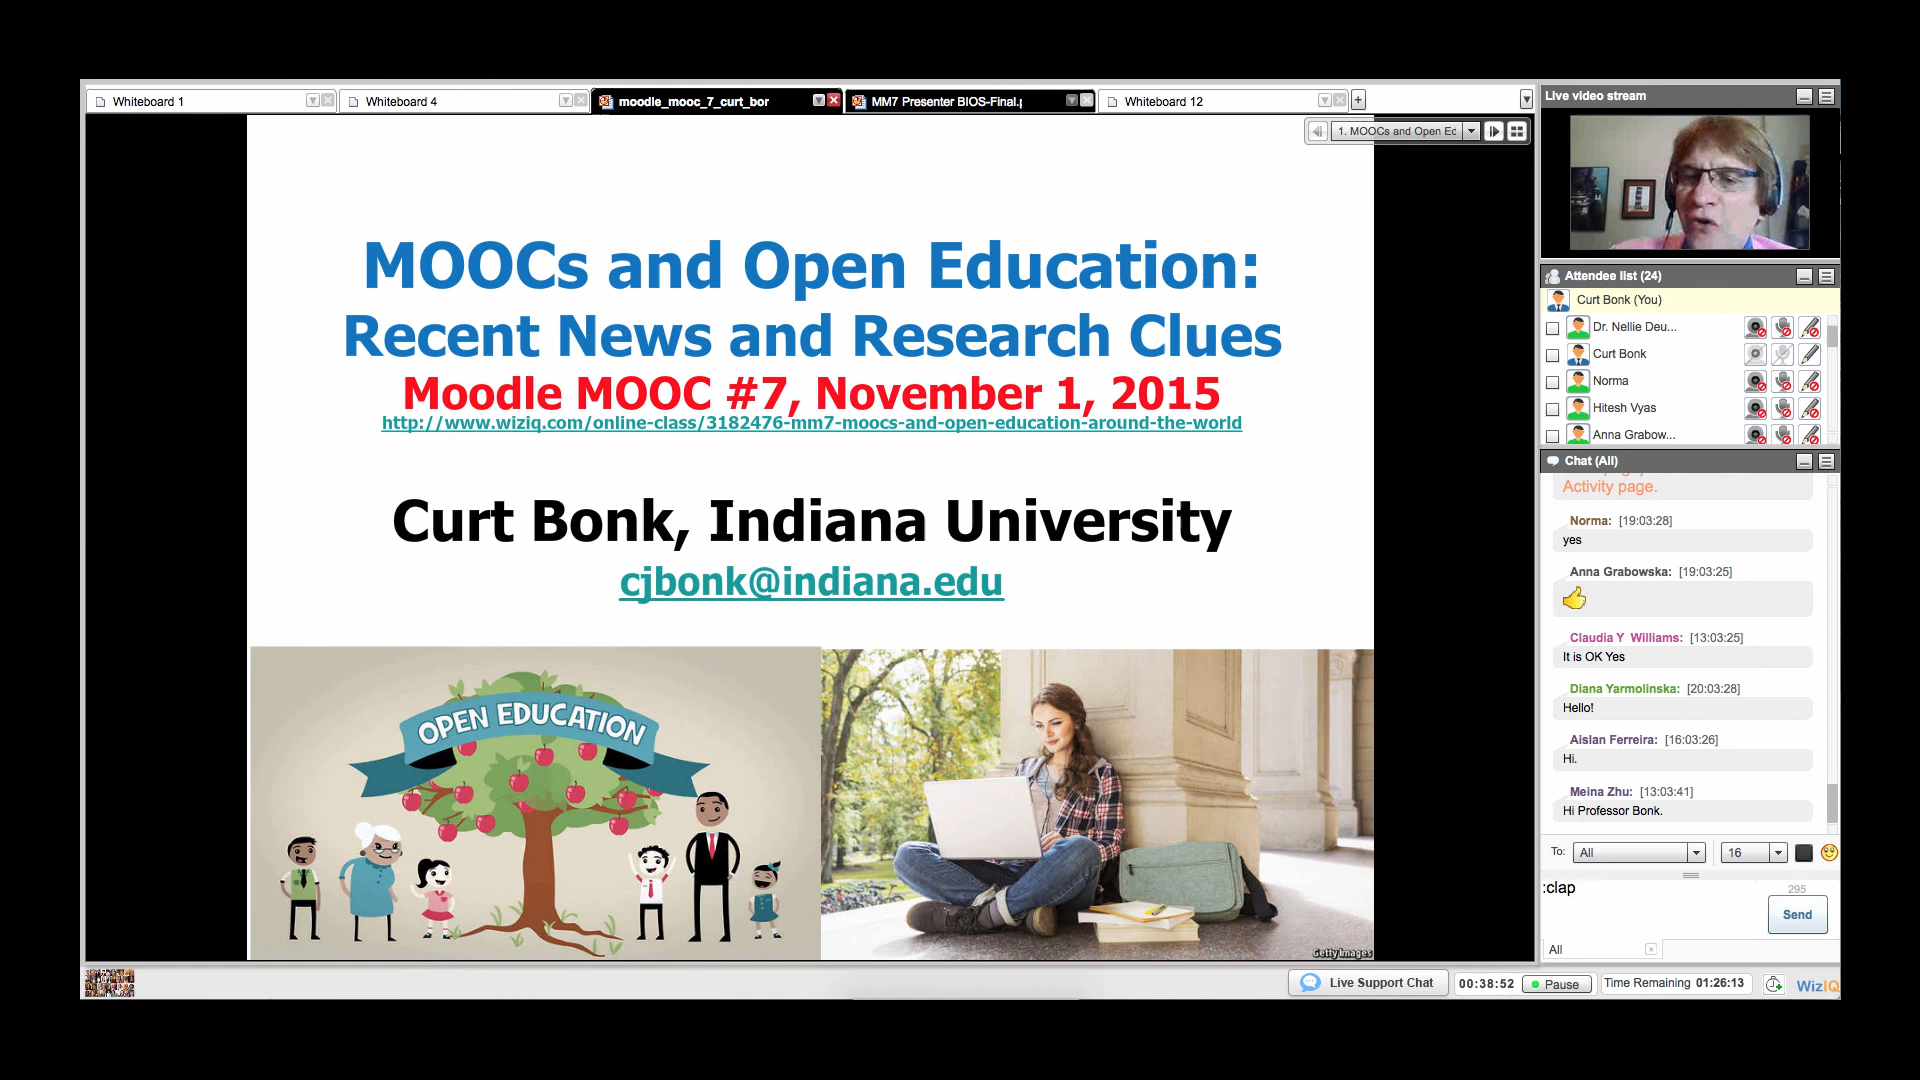 Whiteboard 1
Whiteboard 4
moodle_mooc_7_curt_bor
MM7 Presenter BIOS-Final.p
Whiteboard 12
1. MOOCs and Open Ec
MOOCs and Open Education:
Recent News and Research Clues
Moodle MOOC #7, November 1, 2015
http://www.wiziq.com/online-class/3182476-mm7-moocs-and-open-education-around-the-world
Curt Bonk, Indiana University
cjbonk@indiana.edu
OPEN EDUCATION
GettyImages
Live video stream
Attendee list (24)
Curt Bonk (You)
Dr. Nellie Deu...
Curt Bonk
Norma
Hitesh Vyas
Anna Grabow...
Chat (All)
Activity page.
Norma: [19:03:28]
yes
Anna Grabowska: [19:03:25]
Claudia Y Williams: [13:03:25]
It is OK Yes
Diana Yarmolinska: [20:03:28]
Hello!
Aislan Ferreira: [16:03:26]
Hi.
Meina Zhu: [13:03:41]
Hi Professor Bonk.
To: All 16
:clap
295
Send
All
Live Support Chat
00:38:52
Pause
Time Remaining 01:26:13
WizIQ